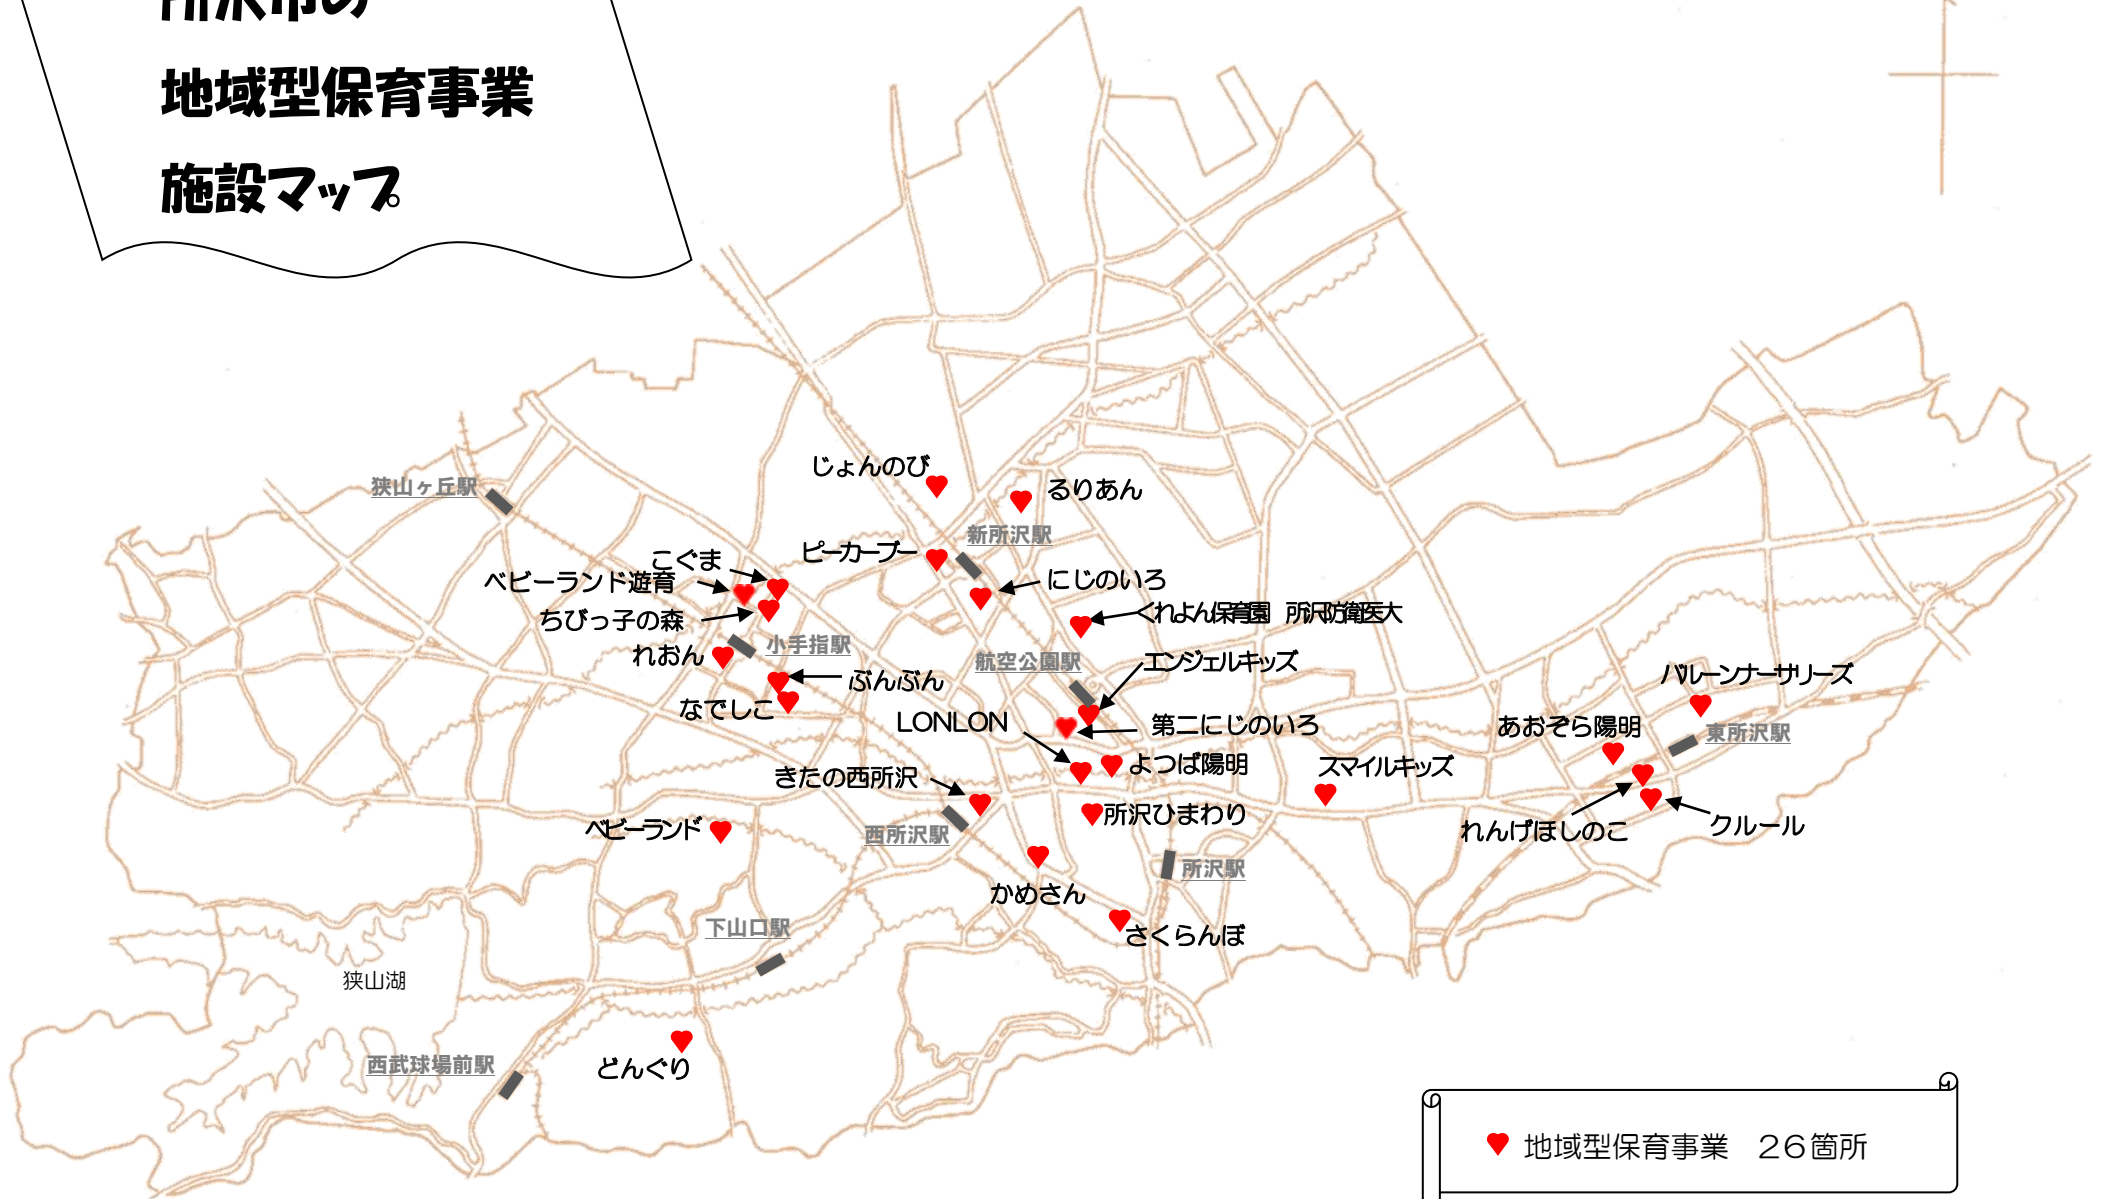 所沢市の
地域型保育事業
施設マップ
じょんのび
るりあん
狭山ヶ丘駅
新所沢駅
ピーカーブー
こぐま
ベビーランド遊育
にじのいろ
ちびっ子の森
くれよん保育園 所沢防衛医大
小手指駅
れおん
航空公園駅
エンジェルキッズ
ぶんぶん
バルーンナーサリーズ
なでしこ
LONLON
第二にじのいろ
あおぞら陽明
東所沢駅
よつば陽明
スマイルキッズ
きたの西所沢
所沢ひまわり
ベビーランド
西所沢駅
れんげほしのこ
クルール
所沢駅
かめさん
下山口駅
さくらんぼ
狭山湖
西武球場前駅
どんぐり
地域型保育事業 26箇所